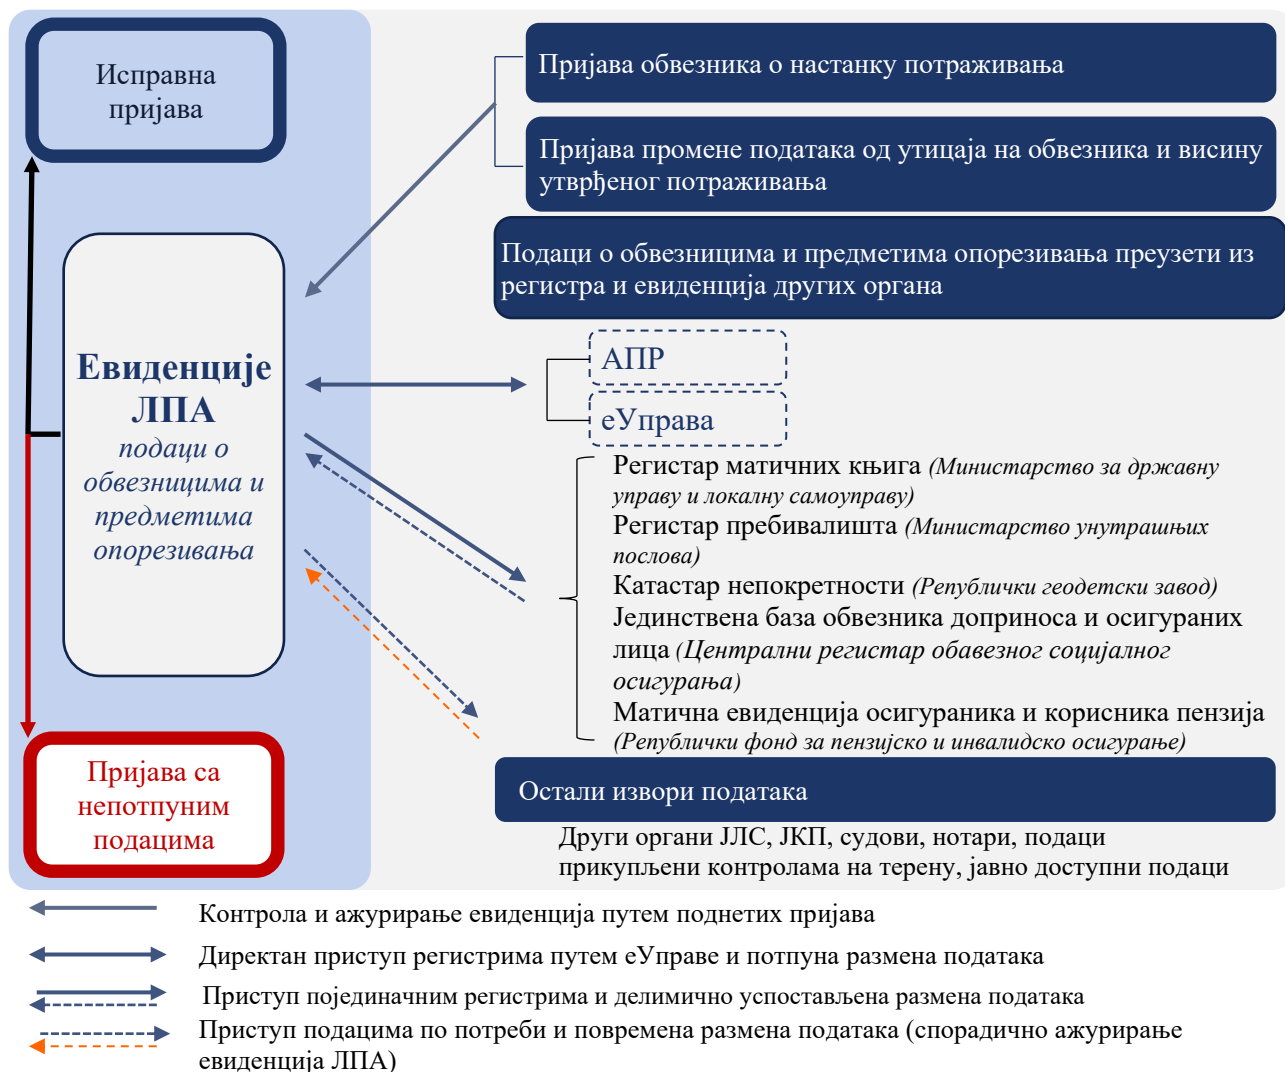 Исправна
пријава
Евиденције
ЛПА
подаци о
обвезницима и
предметима
опорезивања
Пријава са
непотпуним
подацима
Пријава обвезника о настанку потраживања
Пријава промене података од утицаја на обвезника и висину
утврђеног потраживања
Подаци о обвезницима и предметима опорезивања преузети из
регистра и евиденција других органа
АПР
еУправа
Регистар матичних књига (Министарство за државну
управу и локалну самоуправу)
Регистар пребивалишта (Министарство унутрашњих
послова)
Катастар непокретности (Републички геодетски завод)
Јединствена база обвезника доприноса и осигураних
лица (Централни регистар обавезног социјалног
осигурања)
Матична евиденција осигураника и корисника пензија
(Републички фонд за пензијско и инвалидско осигурање)
Остали извори података
Други органи ЈЛС, ЈКП, судови, нотари, подаци
прикупљени контролама на терену, јавно доступни подаци
Контрола и ажурирање евиденција путем поднетих пријава
Директан приступ регистрима путем еУправе и потпуна размена података
Приступ појединачним регистрима и делимично успостављена размена података
Приступ подацима по потреби и повремена размена података (спорадично ажурирање
евиденција ЛПА)